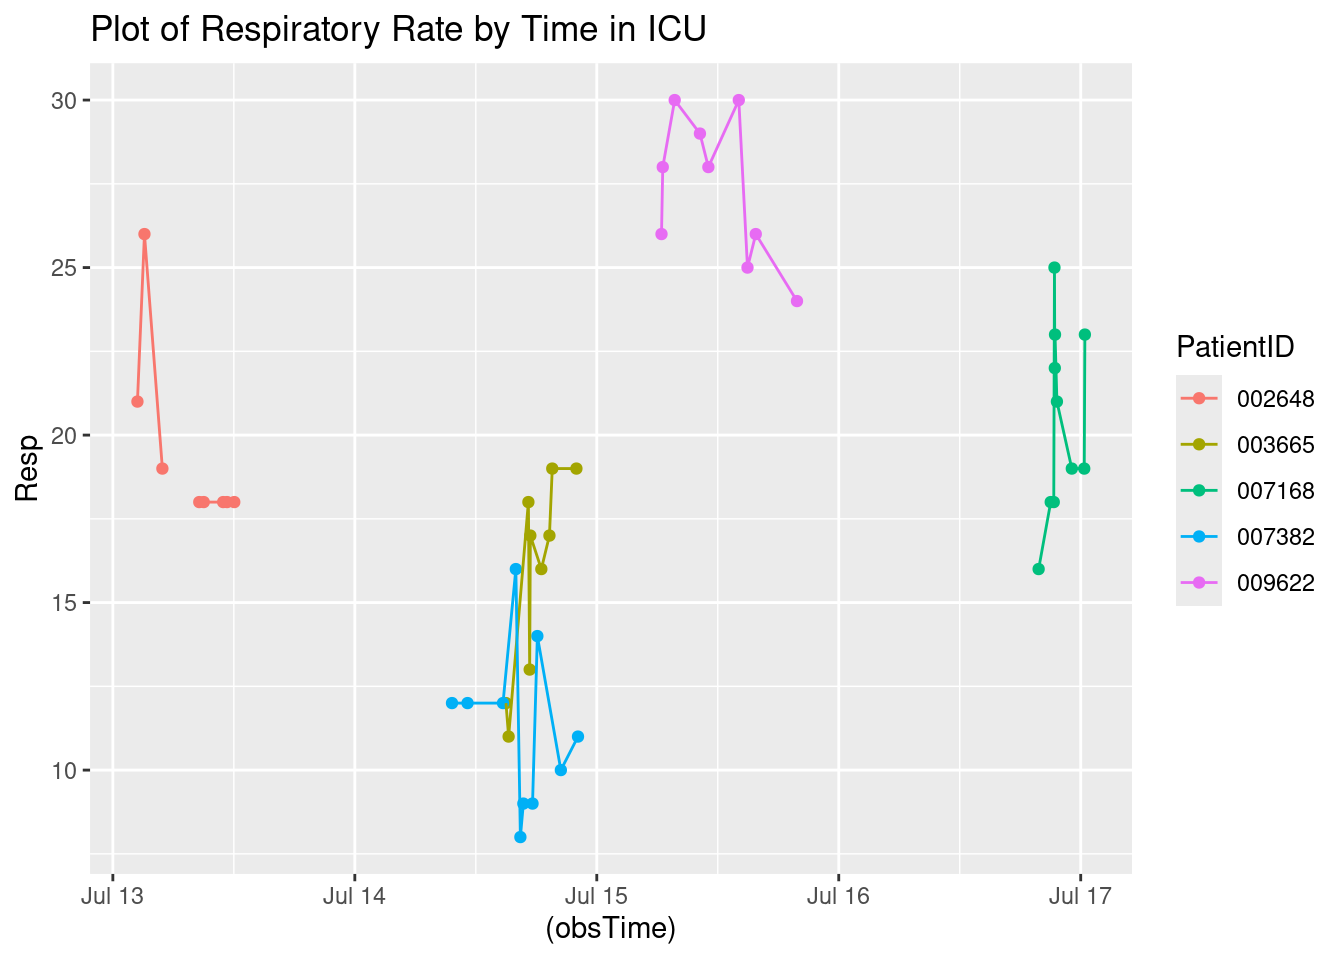 Plot of Respiratory Rate by Time in ICU
30
25
20
15
10
Resp
Jul 13
Jul 14
Jul 15
Jul 16
Jul 17
(obsTime)
PatientID
002648
003665
007168
007382
009622